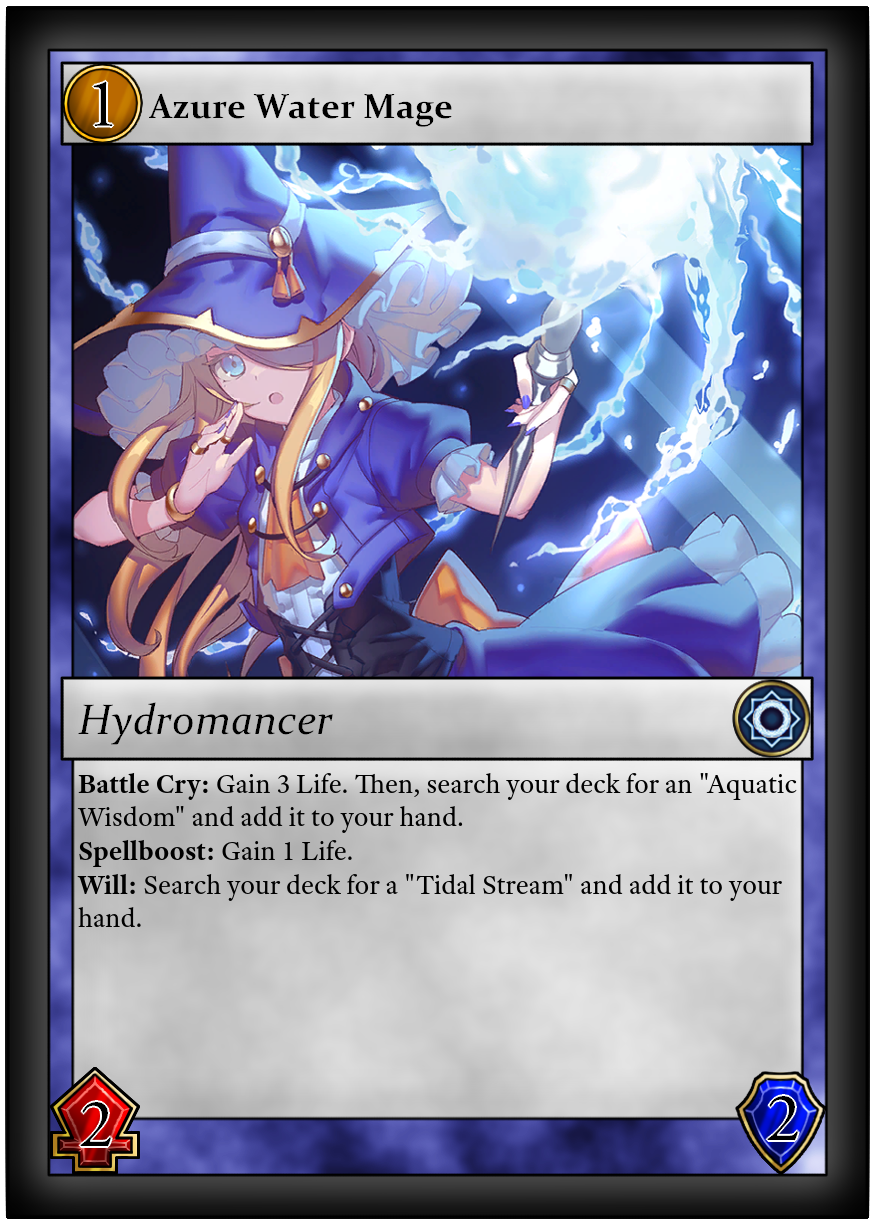 1
Azure Water Mage
Hydromancer
Battle Cry: Gain 3 Life. Then, search your deck for an "Aquatic
Wisdom" and add it to your hand.
Spellboost: Gain 1 Life.
Will: Search your deck for a "Tidal Stream" and add it to your
hand.
2
2